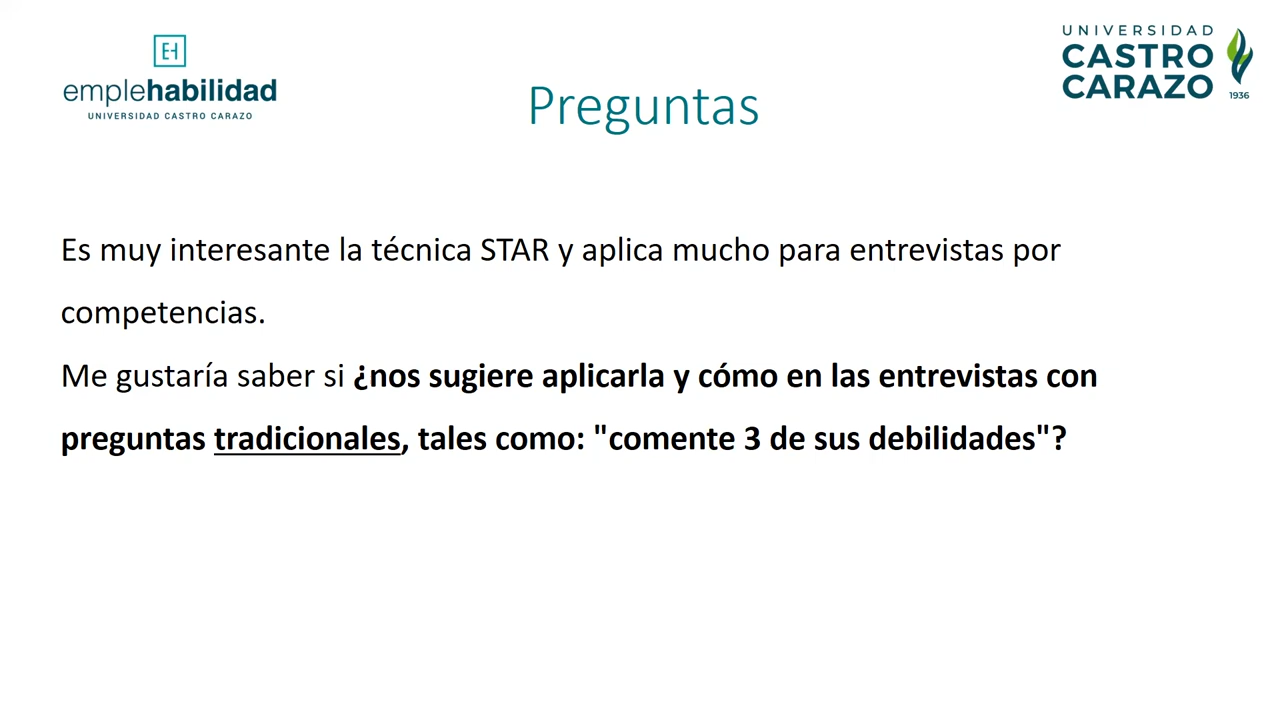 EH
emplehabilidad
UNIVERSIDAD CASTRO CARAZO
UNIVERSIDAD
CASTRO
CARAZO
1936
Preguntas
Es muy interesante la técnica STAR y aplica mucho para entrevistas por
competencias.
Me gustaría saber si ¿nos sugiere aplicarla y cómo en las entrevistas con
preguntas tradicionales, tales como: "comente 3 de sus debilidades"?